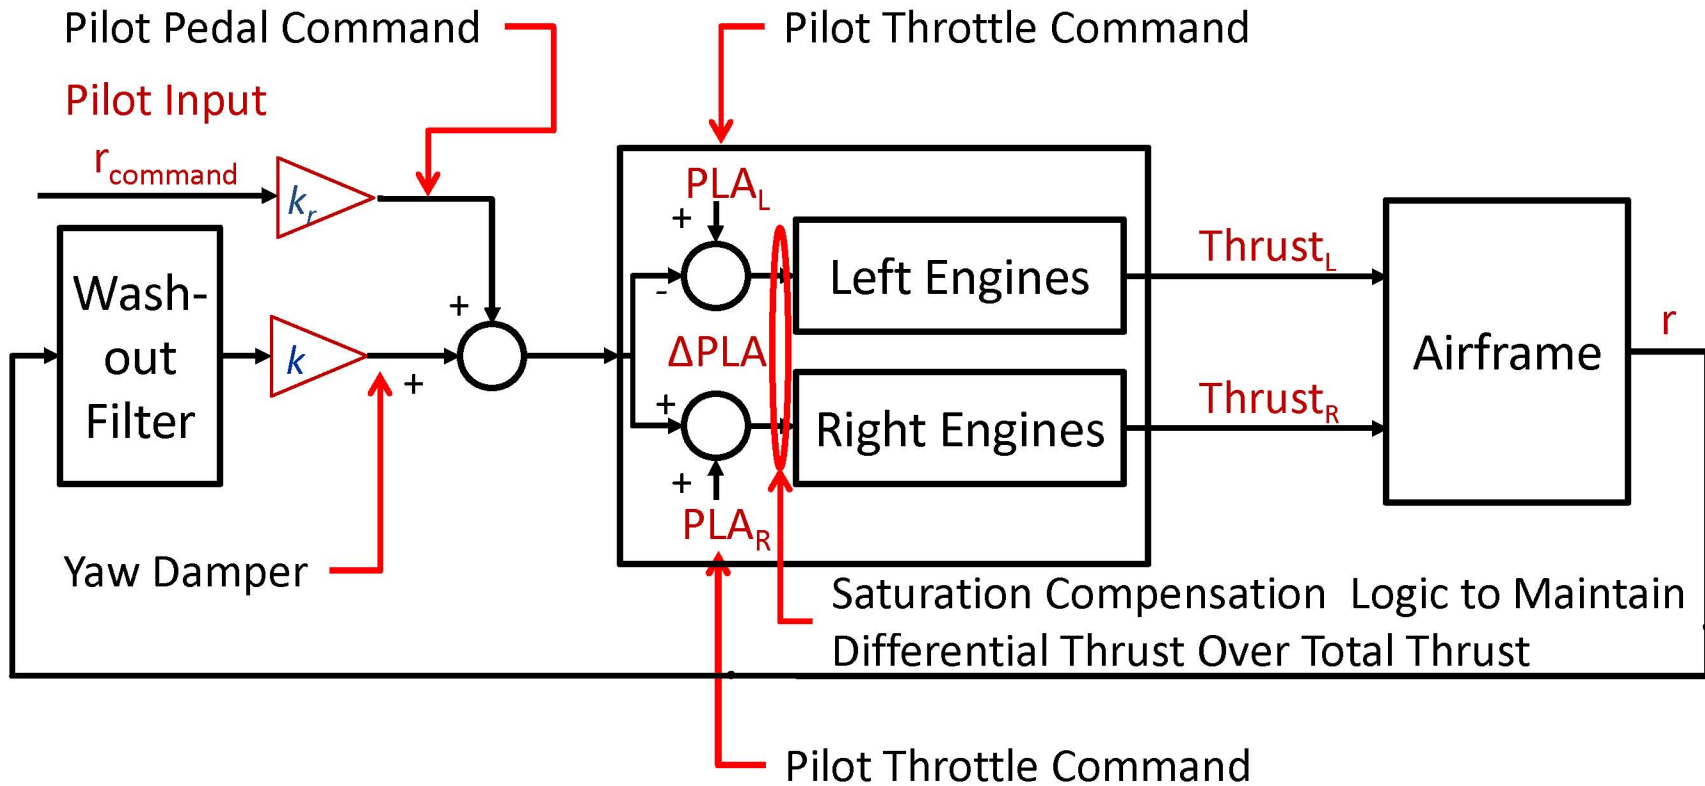 Pilot Pedal Command
Pilot Throttle Command
Pilot Input
r_command
k_r
PLA_L
+
+
-
Wash-
out
Filter
k
+
+
ΔPLA
+
+
PLA_R
Left Engines
Right Engines
Thrust_L
Thrust_R
Airframe
r
Yaw Damper
Saturation Compensation Logic to Maintain
Differential Thrust Over Total Thrust
Pilot Throttle Command